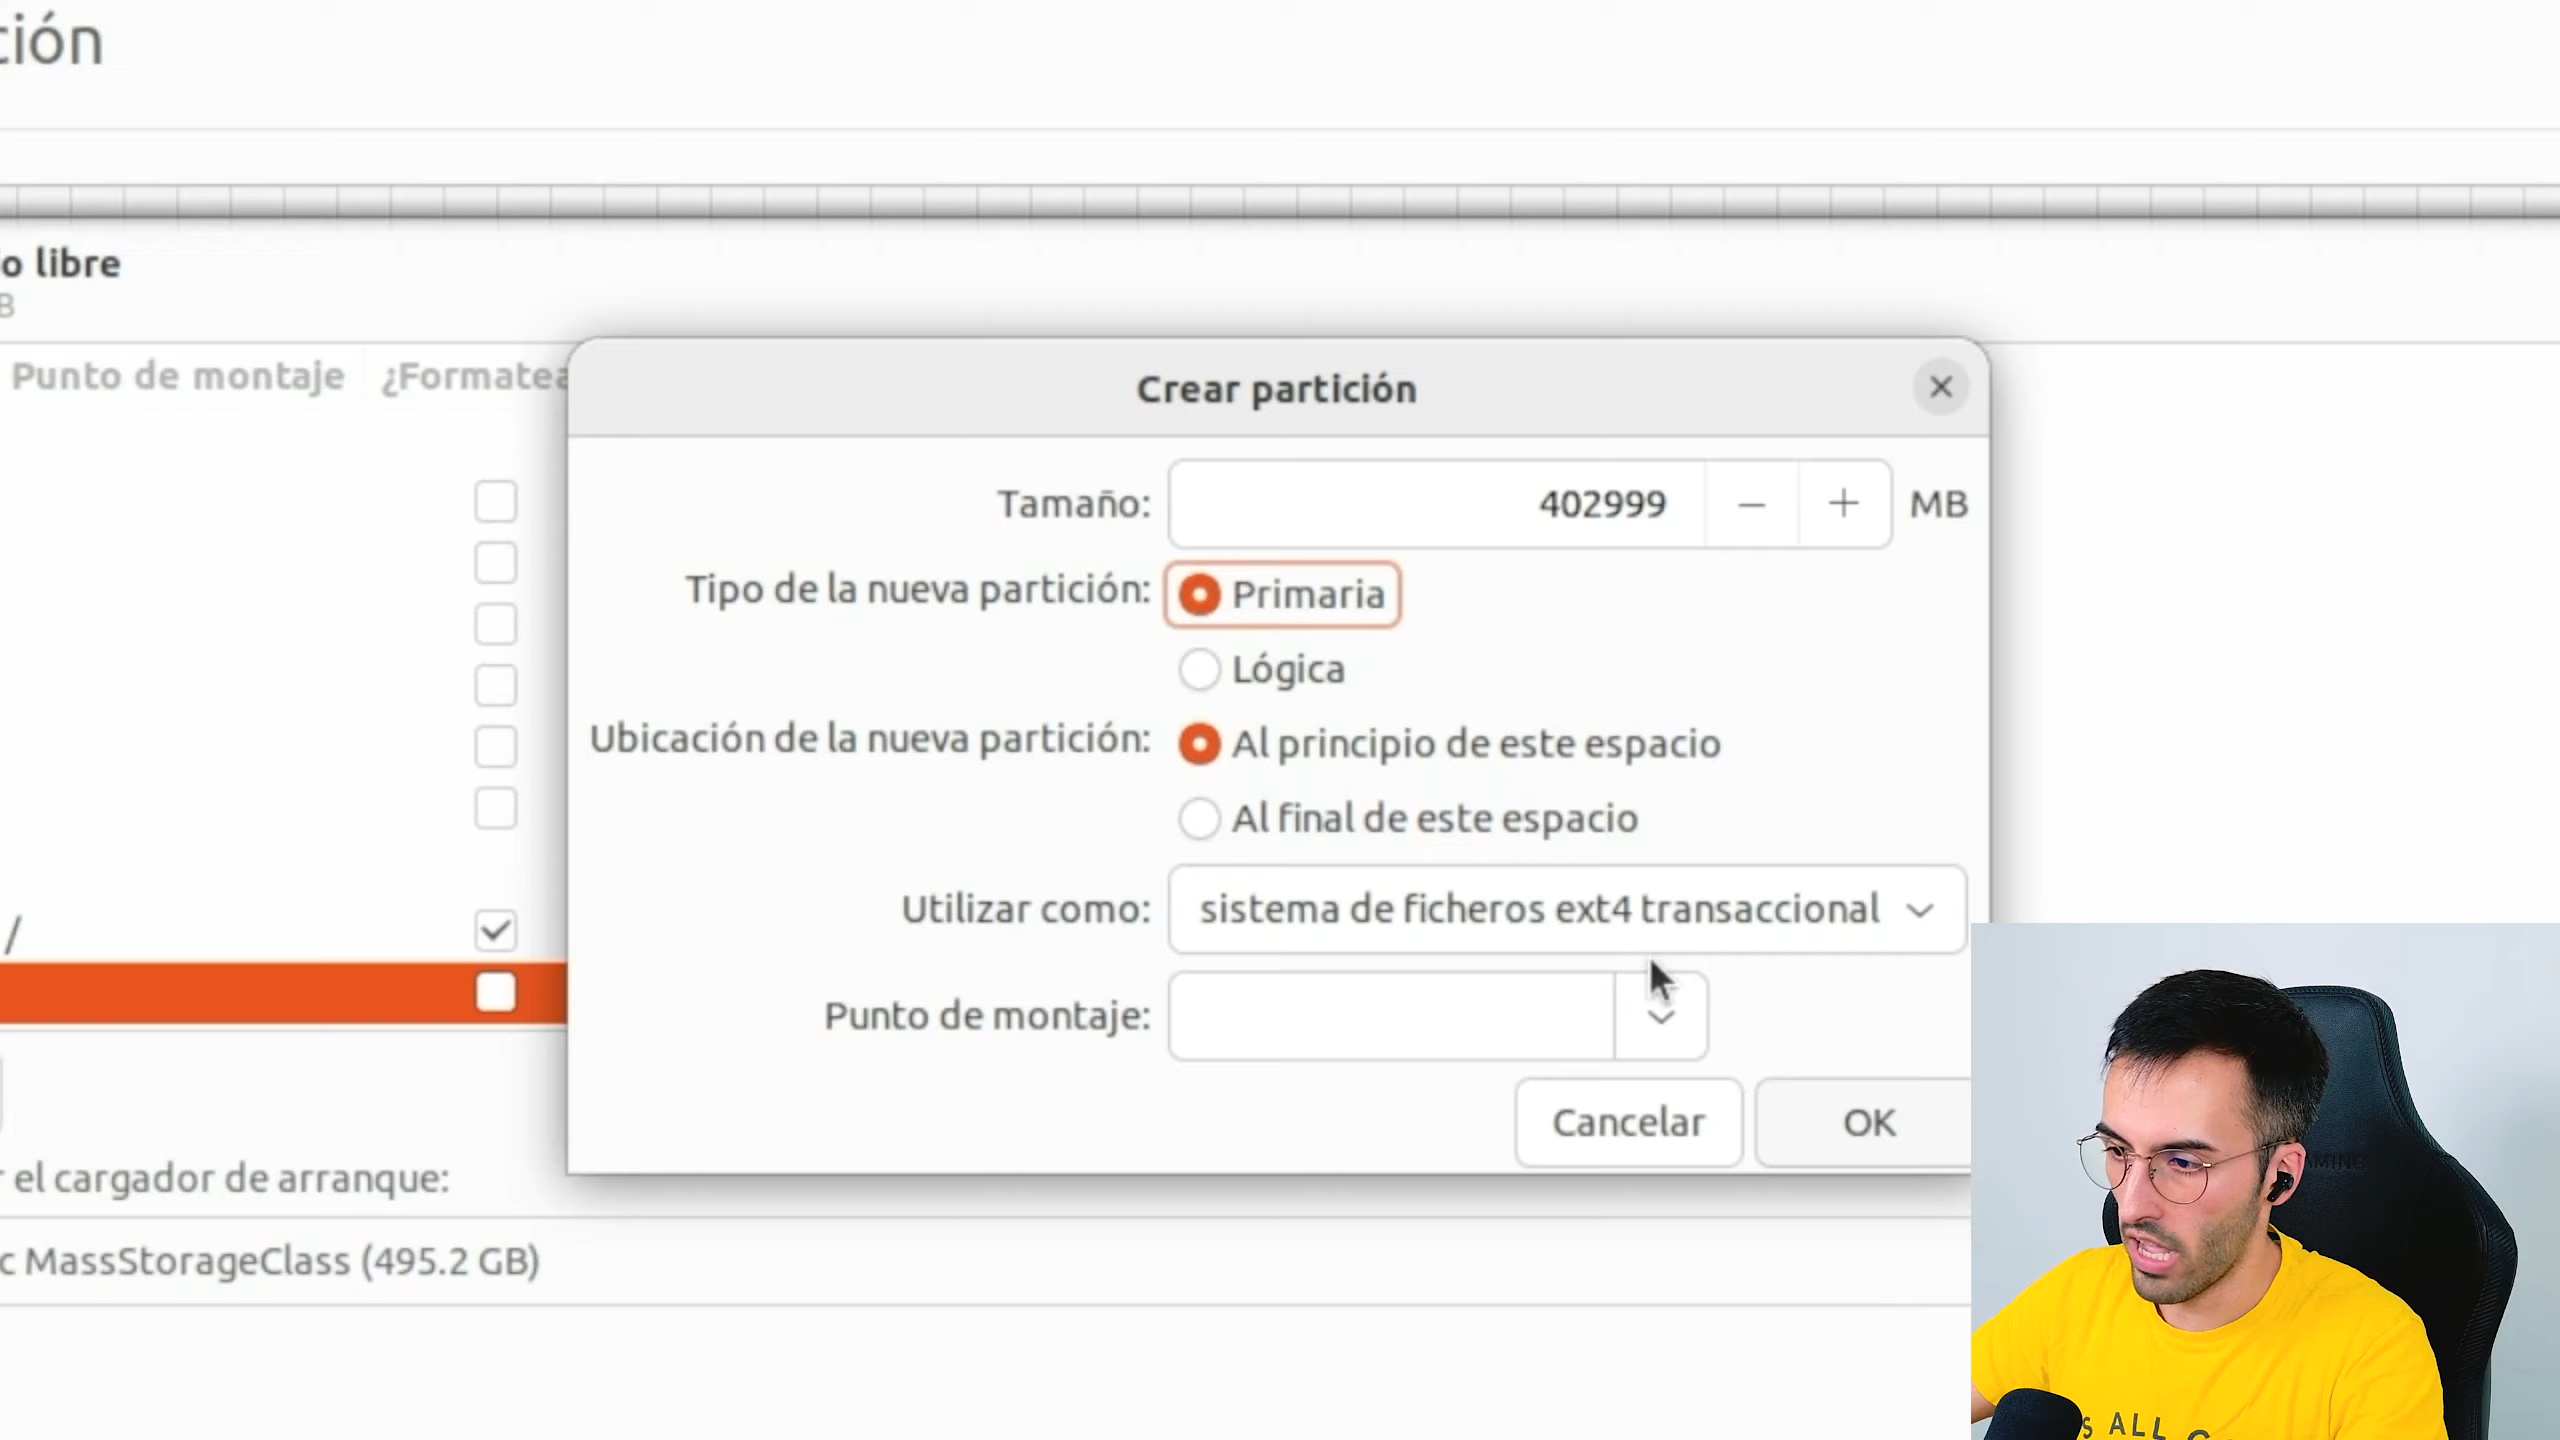 ción
o libre
B
Punto de montaje
¿Formatea
Crear partición
Tamaño:
402999
MB
Tipo de la nueva partición:
Primaria
Lógica
Ubicación de la nueva partición:
Al principio de este espacio
Al final de este espacio
Utilizar como:
sistema de ficheros ext4 transaccional
/
Punto de montaje:
Cancelar
OK
r el cargador de arranque:
c MassStorageClass (495.2 GB)
AMING
S ALL G